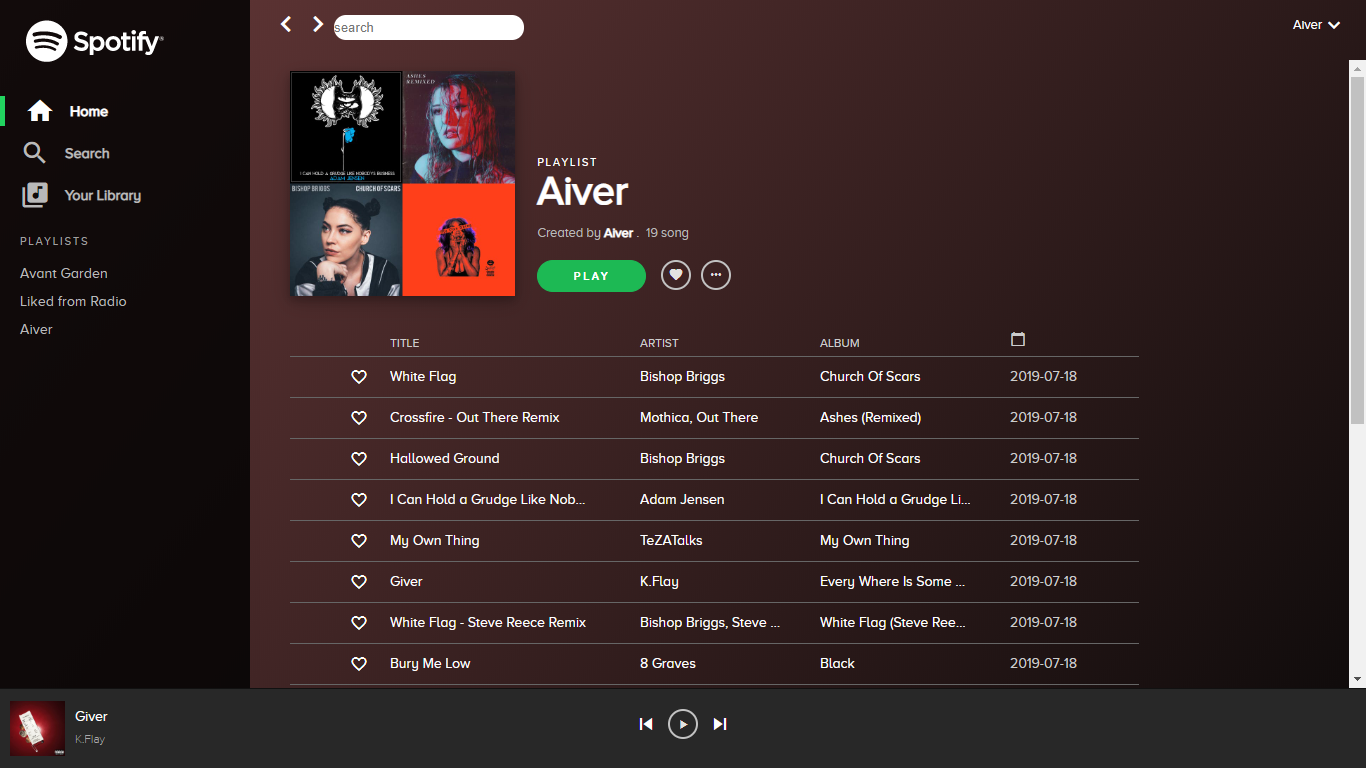 Spotify
search
Aiver
Home
Search
Your Library
PLAYLISTS
Avant Garden
Liked from Radio
Aiver
ASHES
REMIXED
I CAN HOLD A GRUDGE LIKE NOBODY'S BUSINESS
ADAM JENSEN
BISHOP BRIGGS CHURCH OF SCARS
PLAYLIST
Aiver
Created by Aiver . 19 song
PLAY
TITLE ARTIST ALBUM
White Flag Bishop Briggs Church Of Scars 2019-07-18
Crossfire - Out There Remix Mothica, Out There Ashes (Remixed) 2019-07-18
Hallowed Ground Bishop Briggs Church Of Scars 2019-07-18
I Can Hold a Grudge Like Nob... Adam Jensen I Can Hold a Grudge Li... 2019-07-18
My Own Thing TeZATalks My Own Thing 2019-07-18
Giver K.Flay Every Where Is Some ... 2019-07-18
White Flag - Steve Reece Remix Bishop Briggs, Steve ... White Flag (Steve Ree... 2019-07-18
Bury Me Low 8 Graves Black 2019-07-18
Giver
K.Flay